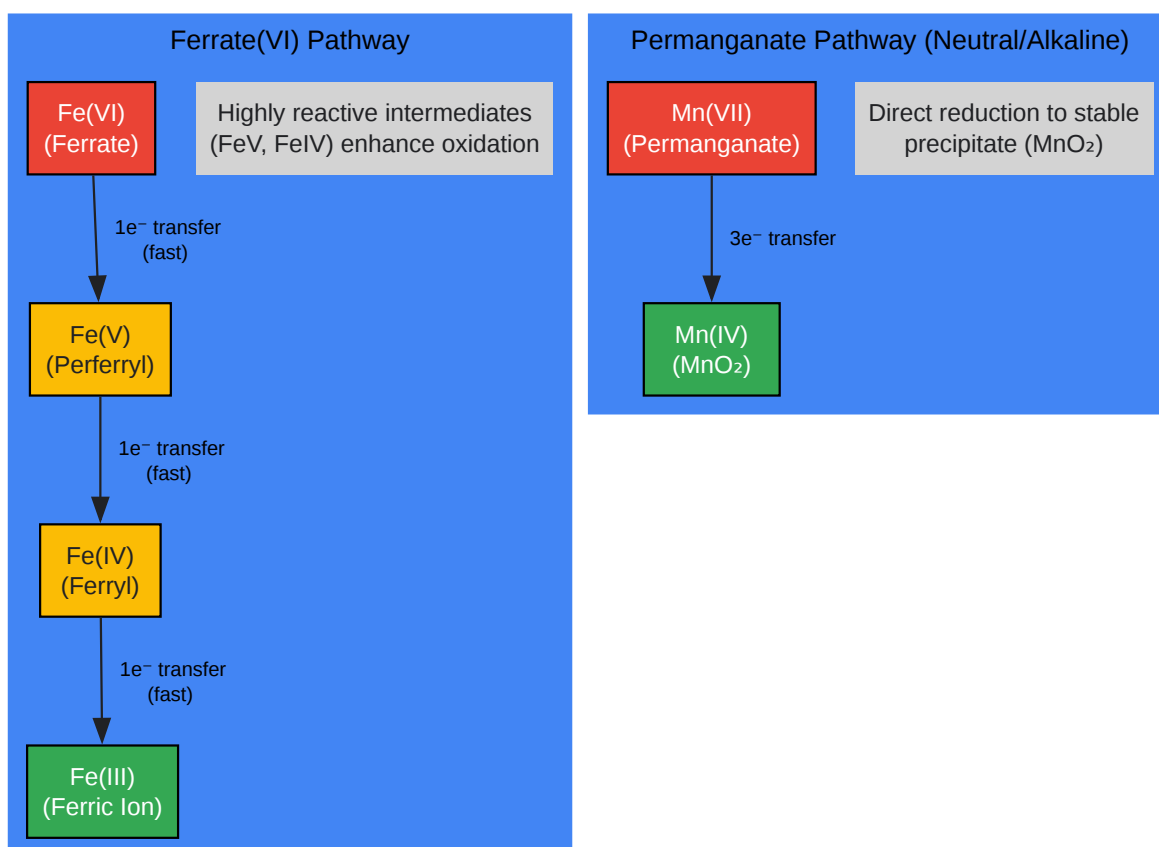 Ferrate(VI) Pathway
Fe(VI)
(Ferrate)
Highly reactive intermediates
(FeV, FeIV) enhance oxidation
1e⁻ transfer
(fast)
Fe(V)
(Perferryl)
1e⁻ transfer
(fast)
Fe(IV)
(Ferryl)
1e⁻ transfer
(fast)
Fe(III)
(Ferric Ion)
Permanganate Pathway (Neutral/Alkaline)
Mn(VII)
(Permanganate)
Direct reduction to stable
precipitate (MnO₂)
3e⁻ transfer
Mn(IV)
(MnO₂)